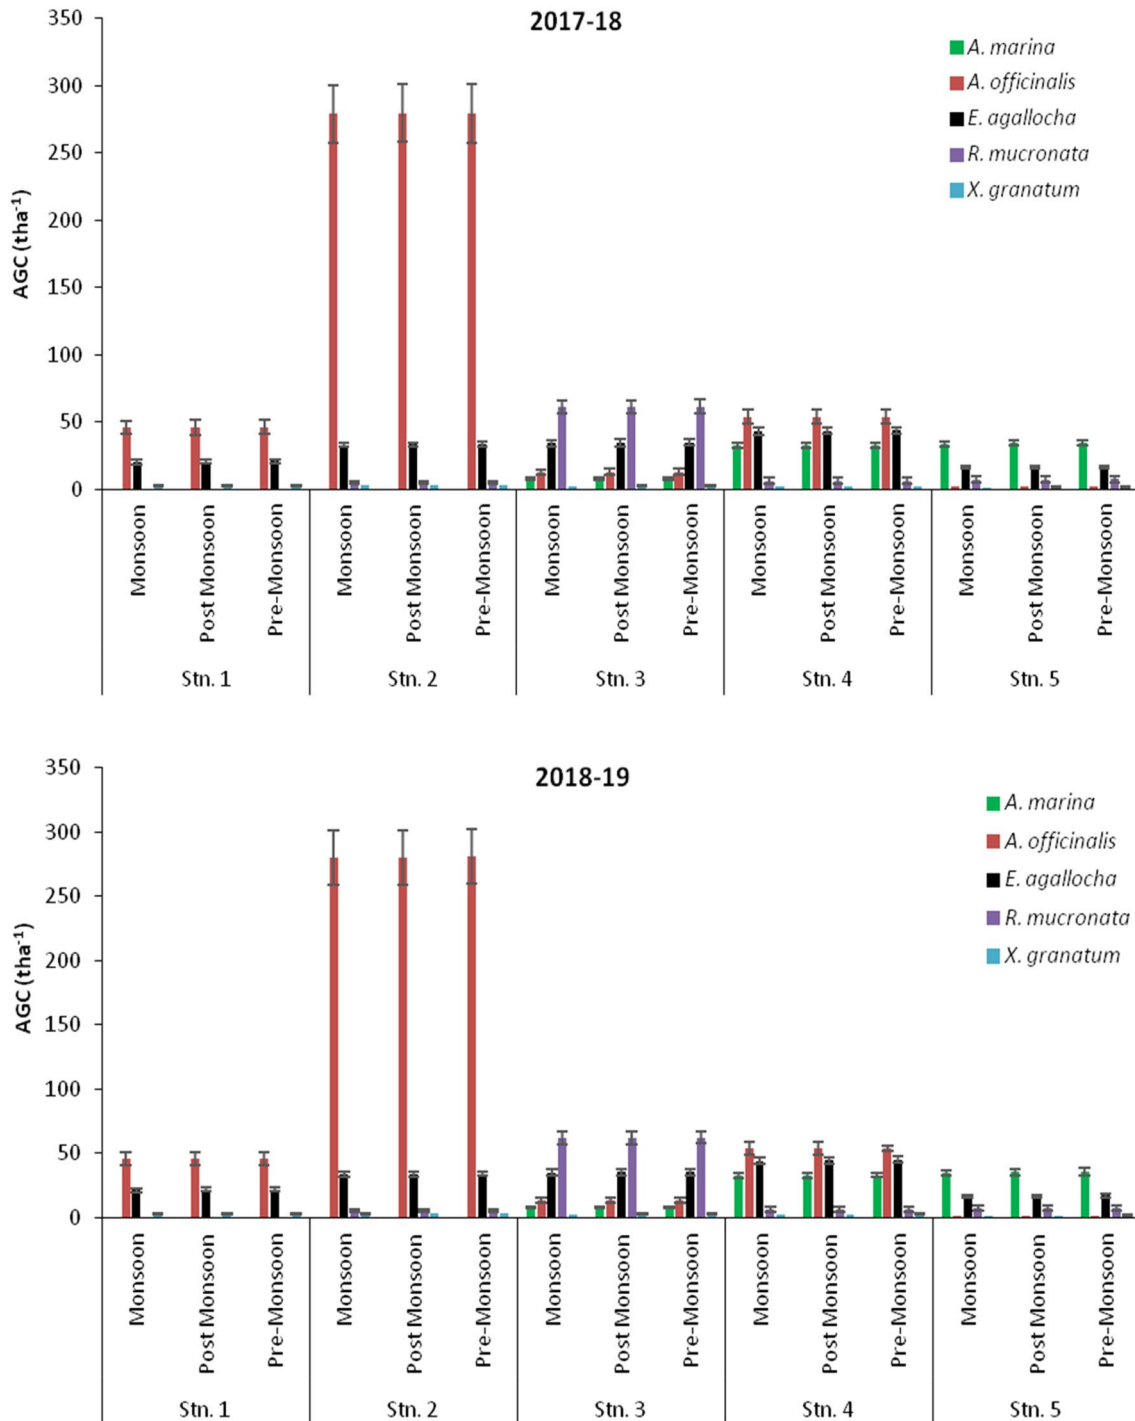 2017-18
A. marina
A. officinalis
E. agallocha
R. mucronata
X. granatum
AGC (tha-1)
350
300
250
200
150
100
50
0
Monsoon
Post Monsoon
Pre-Monsoon
Monsoon
Post Monsoon
Pre-Monsoon
Monsoon
Post Monsoon
Pre-Monsoon
Monsoon
Post Monsoon
Pre-Monsoon
Monsoon
Post Monsoon
Pre-Monsoon
Stn. 1 Stn. 2 Stn. 3 Stn. 4 Stn. 5
2018-19
A. marina
A. officinalis
E. agallocha
R. mucronata
X. granatum
AGC (tha-1)
350
300
250
200
150
100
50
0
Monsoon
Post Monsoon
Pre-Monsoon
Monsoon
Post Monsoon
Pre-Monsoon
Monsoon
Post Monsoon
Pre-Monsoon
Monsoon
Post Monsoon
Pre-Monsoon
Monsoon
Post Monsoon
Pre-Monsoon
Stn. 1 Stn. 2 Stn. 3 Stn. 4 Stn. 5